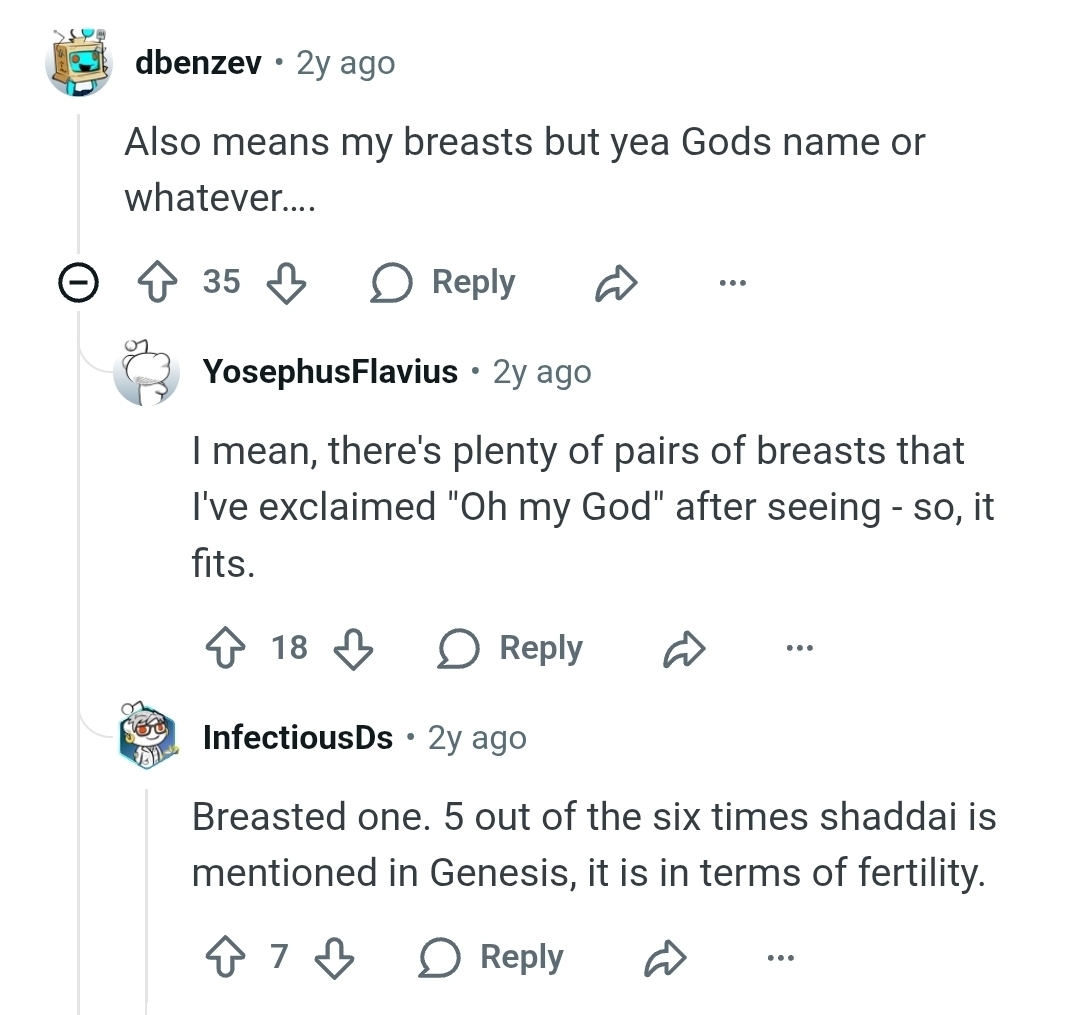 dbenzev • 2y ago
Also means my breasts but yea Gods name or
whatever....
35 Reply ...
YosephusFlavius • 2y ago
I mean, there's plenty of pairs of breasts that
I've exclaimed "Oh my God" after seeing - so, it
fits.
18 Reply ...
InfectiousDs • 2y ago
Breasted one. 5 out of the six times shaddai is
mentioned in Genesis, it is in terms of fertility.
7 Reply ...